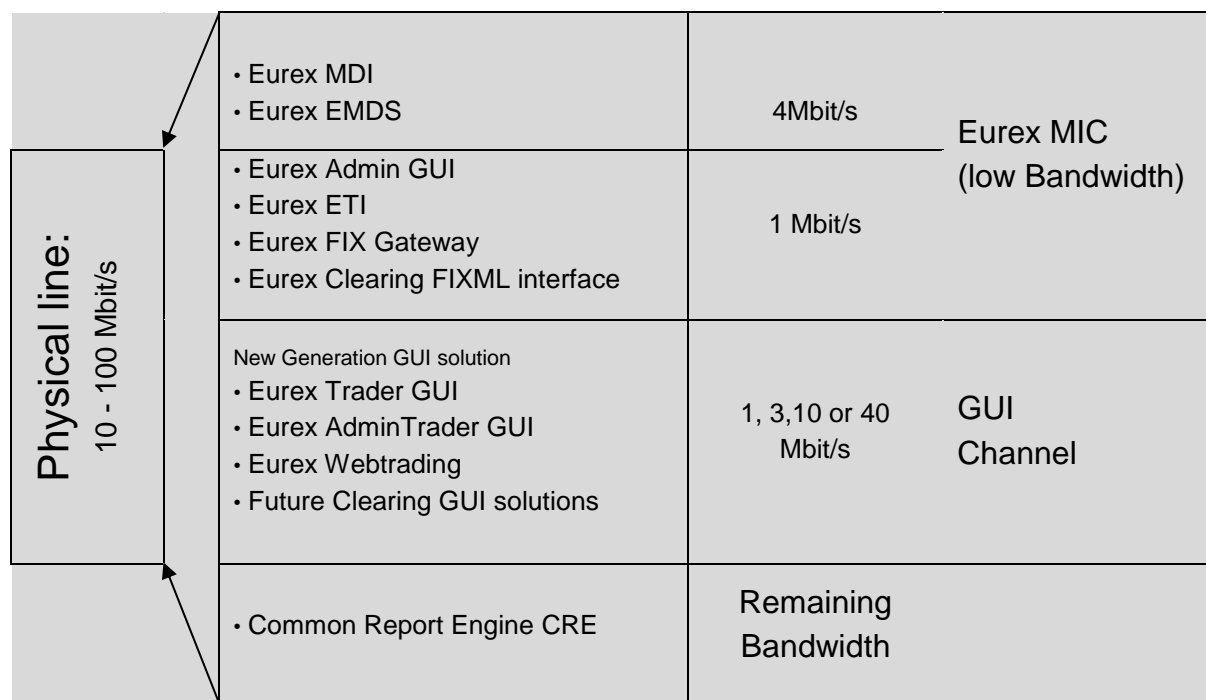 Physical line:
10 - 100 Mbit/s
• Eurex MDI
• Eurex EMDS
4Mbit/s
Eurex MIC
(low Bandwidth)
• Eurex Admin GUI
• Eurex ETI
• Eurex FIX Gateway
• Eurex Clearing FIXML interface
1 Mbit/s
New Generation GUI solution
• Eurex Trader GUI
• Eurex AdminTrader GUI
• Eurex Webtrading
• Future Clearing GUI solutions
1, 3,10 or 40
Mbit/s
GUI
Channel
• Common Report Engine CRE
Remaining
Bandwidth